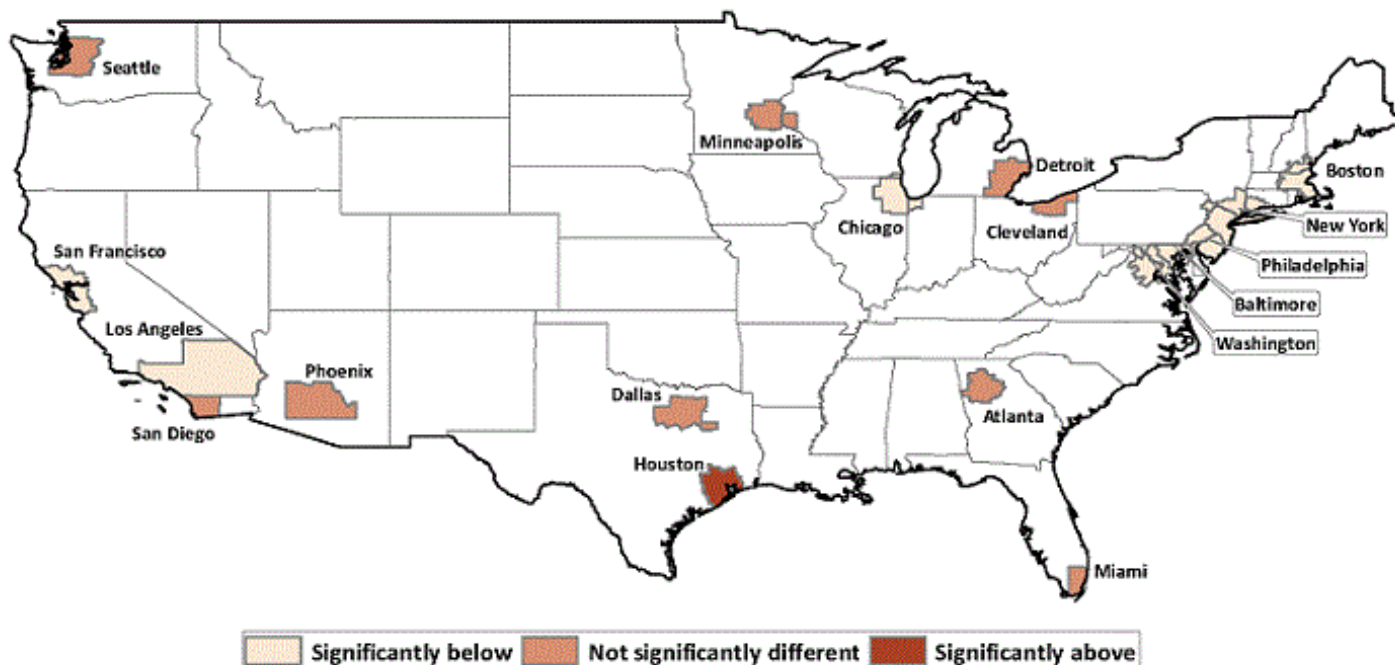 Seattle
Minneapolis
Detroit
Boston
Chicago
Cleveland
New York
San Francisco
Philadelphia
Baltimore
Los Angeles
Washington
Phoenix
Dallas
Atlanta
San Diego
Houston
Miami
Significantly below
Not significantly different
Significantly above